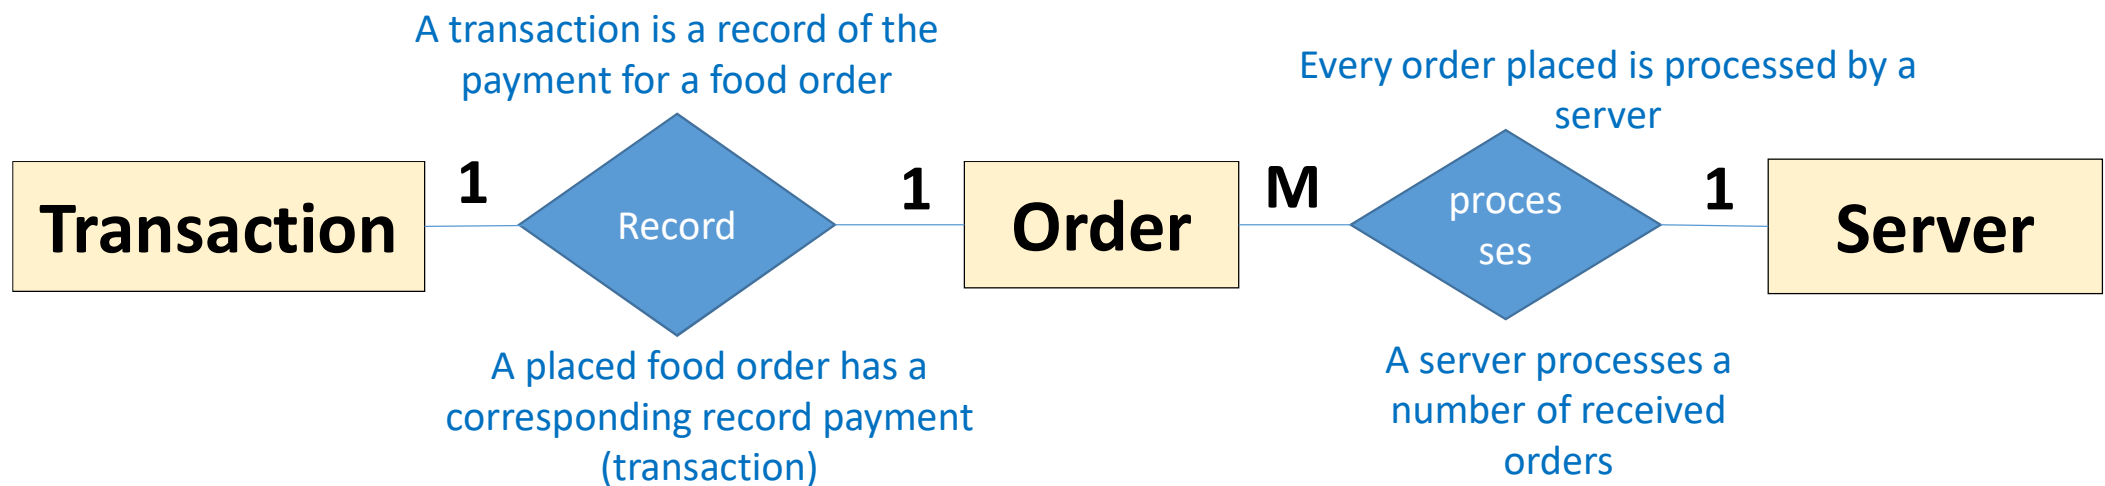 A transaction is a record of the
payment for a food order
Every order placed is processed by a
server
Transaction
1
Record
1
Order
M
proces
ses
1
Server
A placed food order has a
corresponding record payment
(transaction)
A server processes a
number of received
orders